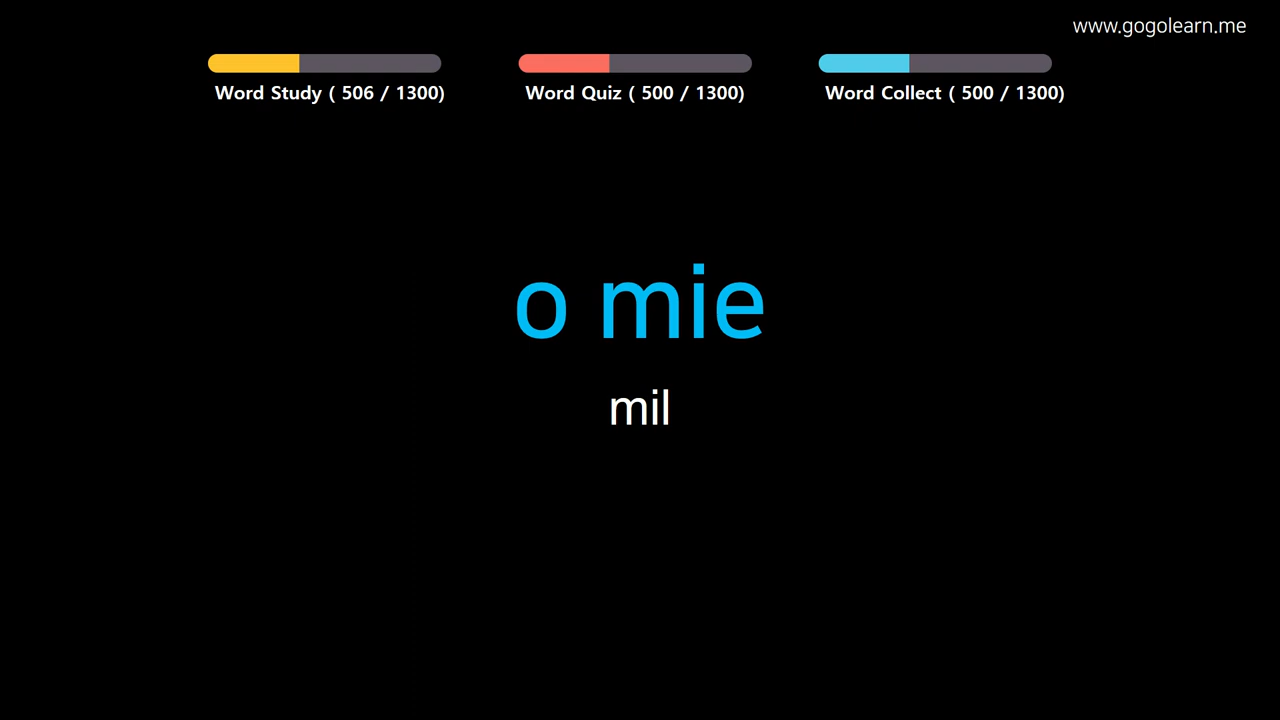 www.gogolearn.me
Word Study ( 506 / 1300)
Word Quiz ( 500 / 1300)
Word Collect ( 500 / 1300)
o mie
mil